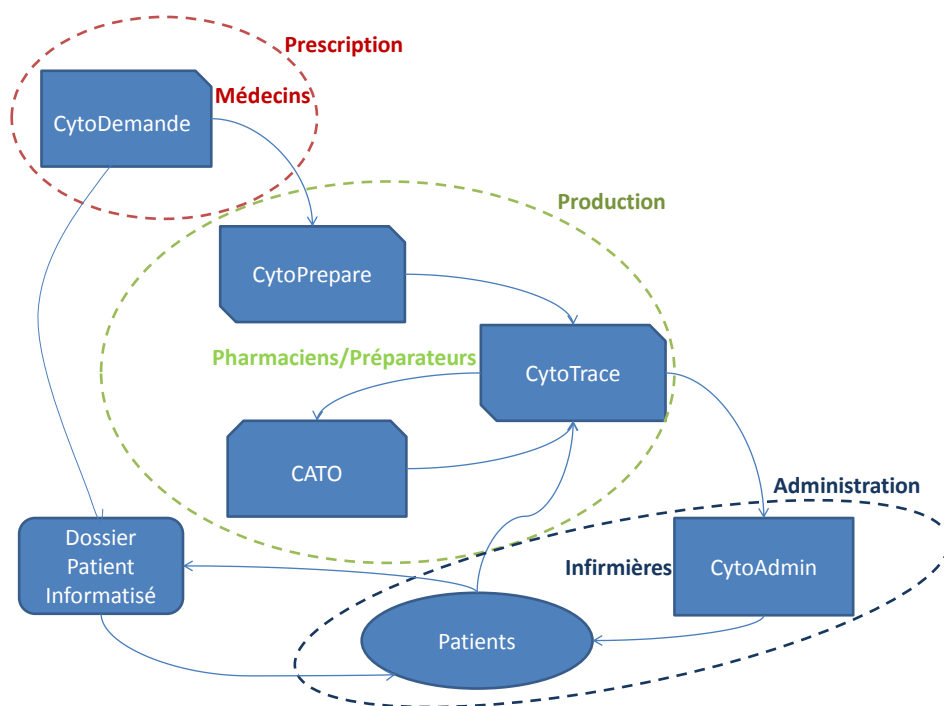 Prescription
Médecins
CytoDemande
Production
CytoPrepare
Pharmaciens/Préparateurs
CytoTrace
CATO
Administration
Dossier
Patient
Informatisé
Infirmières
CytoAdmin
Patients